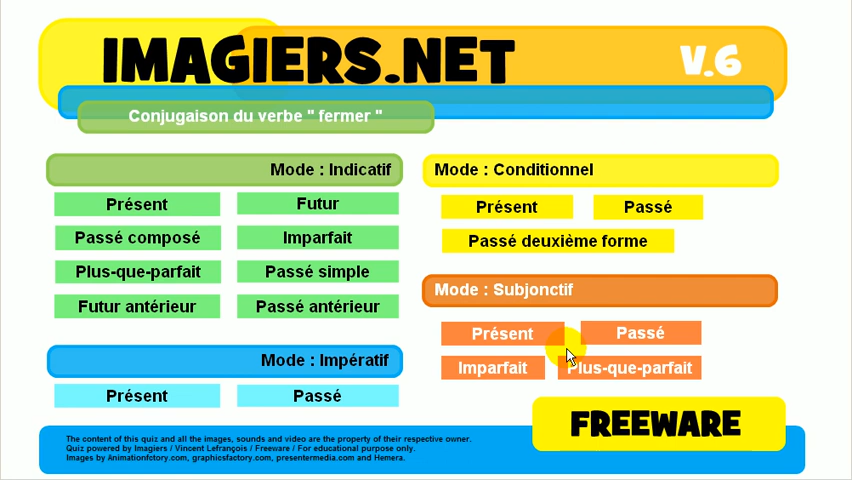 IMAGIERS.NET
V.6
Conjugaison du verbe " fermer "
Mode : Indicatif
Présent
Futur
Passé composé
Imparfait
Plus-que-parfait
Passé simple
Futur antérieur
Passé antérieur
Mode : Impératif
Présent
Passé
Mode : Conditionnel
Présent
Passé
Passé deuxième forme
Mode : Subjonctif
Présent
Passé
Imparfait
Plus-que-parfait
FREEWARE
The content of this quiz and all the images, sounds and video are the property of their respective owner.
Quiz powered by Imagiers / Vincent Lefrançois / Freeware / For educational purpose only.
Images by Animationfctory.com, graphicsfactory.com, presentermedia.com and Hemera.